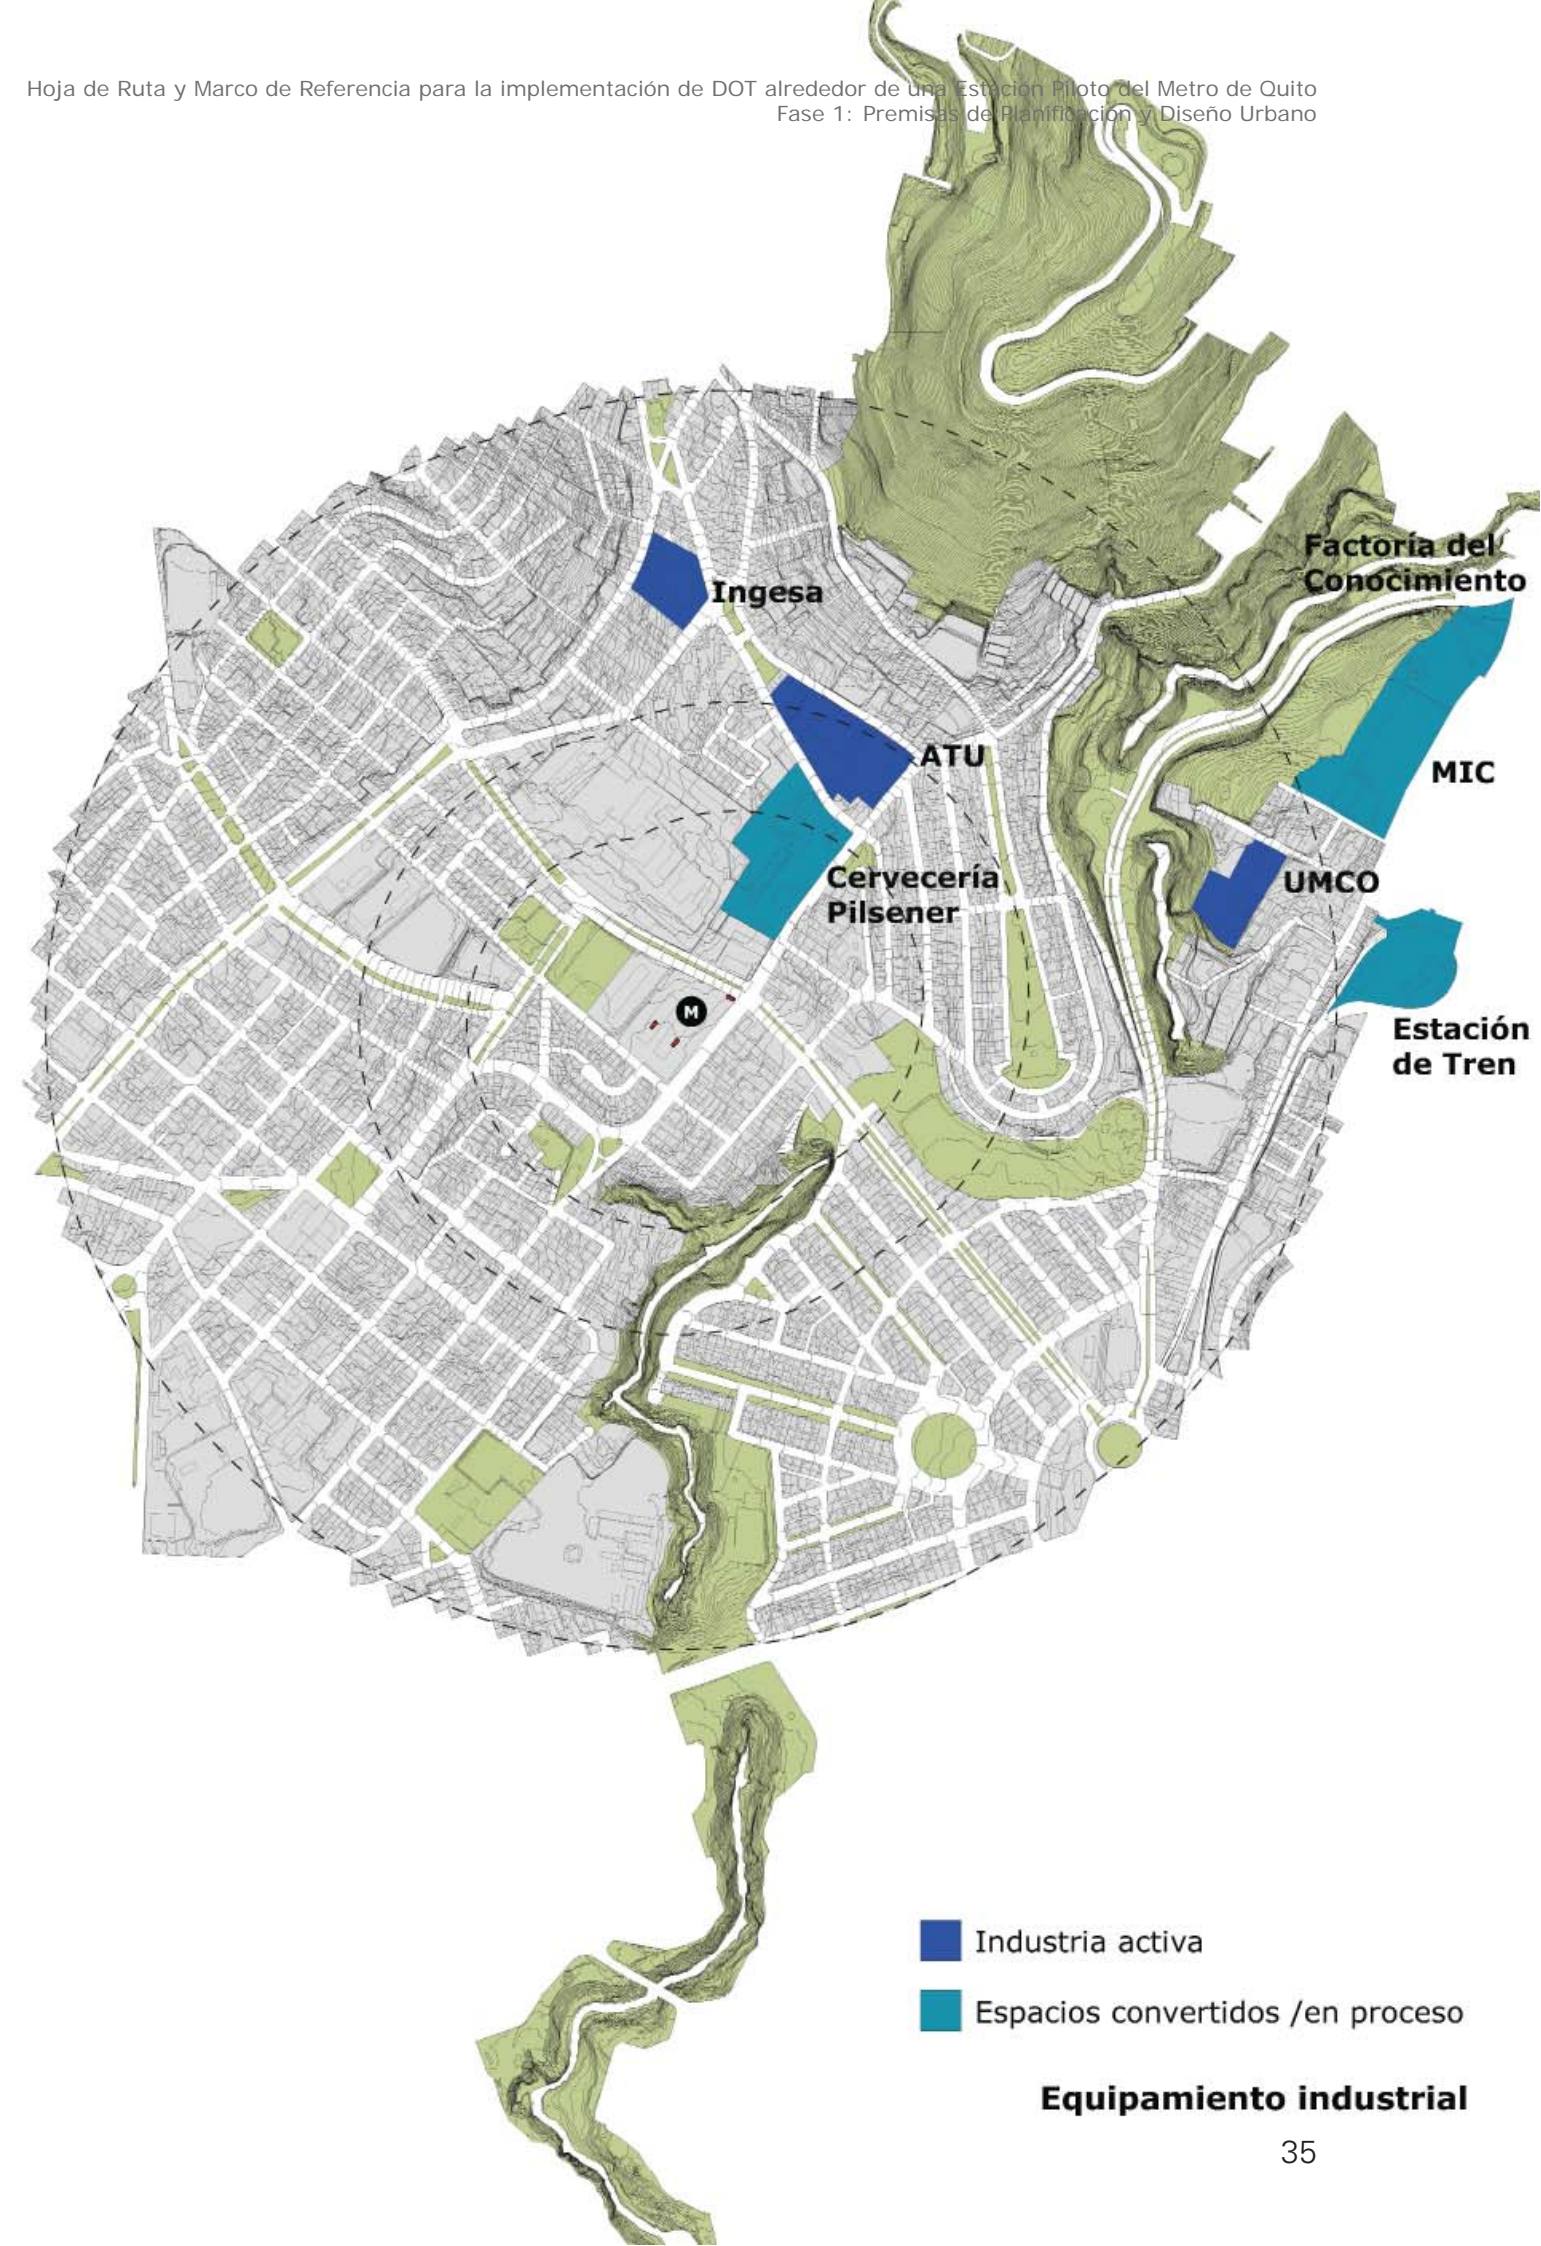 Hoja de Ruta y Marco de Referencia para la implementación de DOT alrededor de una Estación Piloto del Metro de Quito
Fase 1: Premisas de Planificación y Diseño Urbano
Factoría del
Conocimiento
Ingesa
ATU
MIC
Cervecería
Pilsener
UMCO
M
Estación
de Tren
Industria activa
Espacios convertidos /en proceso
Equipamiento industrial
35